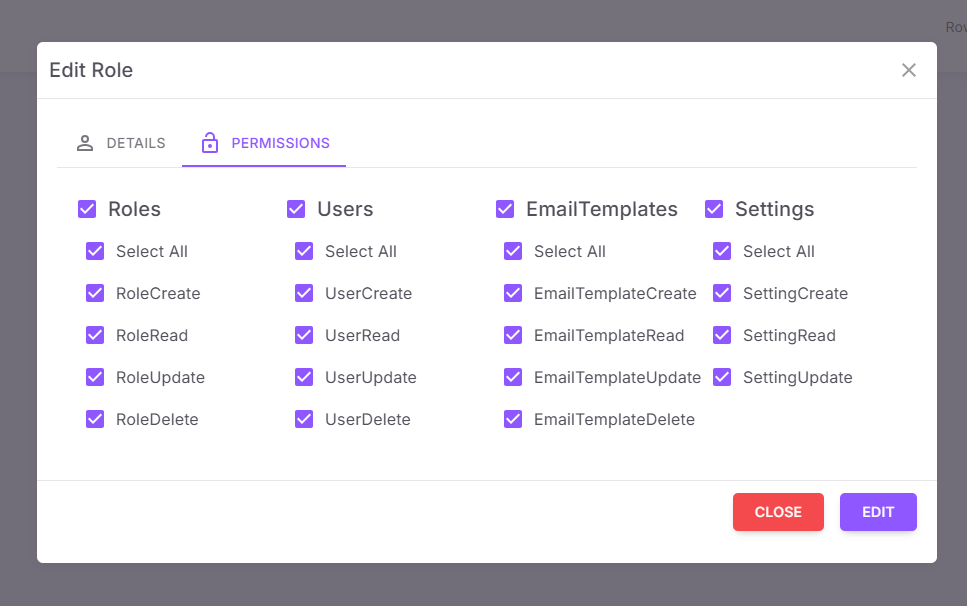 Edit Role
DETAILS PERMISSIONS
Roles Users EmailTemplates Settings
Select All Select All Select All Select All
RoleCreate UserCreate EmailTemplateCreate SettingCreate
RoleRead UserRead EmailTemplateRead SettingRead
RoleUpdate UserUpdate EmailTemplateUpdate SettingUpdate
RoleDelete UserDelete EmailTemplateDelete
CLOSE EDIT